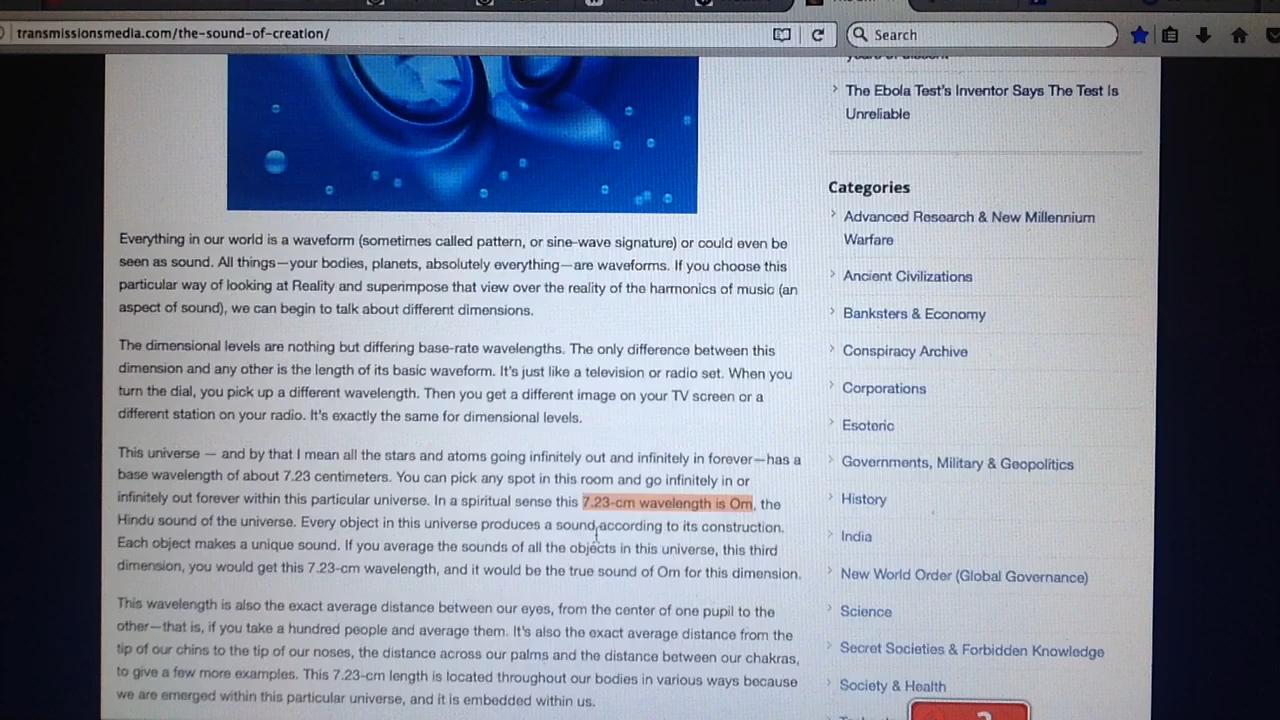 transmissionsmedia.com/the-sound-of-creation/
Search
Everything in our world is a waveform (sometimes called pattern, or sine-wave signature) or could even be
seen as sound. All things—your bodies, planets, absolutely everything—are waveforms. If you choose this
particular way of looking at Reality and superimpose that view over the reality of the harmonics of music (an
aspect of sound), we can begin to talk about different dimensions.
The dimensional levels are nothing but differing base-rate wavelengths. The only difference between this
dimension and any other is the length of its basic waveform. It's just like a television or radio set. When you
turn the dial, you pick up a different wavelength. Then you get a different image on your TV screen or a
different station on your radio. It's exactly the same for dimensional levels.
This universe — and by that I mean all the stars and atoms going infinitely out and infinitely in forever—has a
base wavelength of about 7.23 centimeters. You can pick any spot in this room and go infinitely in or
infinitely out forever within this particular universe. In a spiritual sense this 7.23-cm wavelength is Om, the
Hindu sound of the universe. Every object in this universe produces a sound according to its construction.
Each object makes a unique sound. If you average the sounds of all the objects in this universe, this third
dimension, you would get this 7.23-cm wavelength, and it would be the true sound of Om for this dimension.
This wavelength is also the exact average distance between our eyes, from the center of one pupil to the
other—that is, if you take a hundred people and average them. It's also the exact average distance from the
tip of our chins to the tip of our noses, the distance across our palms and the distance between our chakras,
to give a few more examples. This 7.23-cm length is located throughout our bodies in various ways because
we are emerged within this particular universe, and it is embedded within us.
The Ebola Test's Inventor Says The Test Is
Unreliable
Categories
Advanced Research & New Millennium
Warfare
Ancient Civilizations
Banksters & Economy
Conspiracy Archive
Corporations
Esoteric
Governments, Military & Geopolitics
History
India
New World Order (Global Governance)
Science
Secret Societies & Forbidden Knowledge
Society & Health